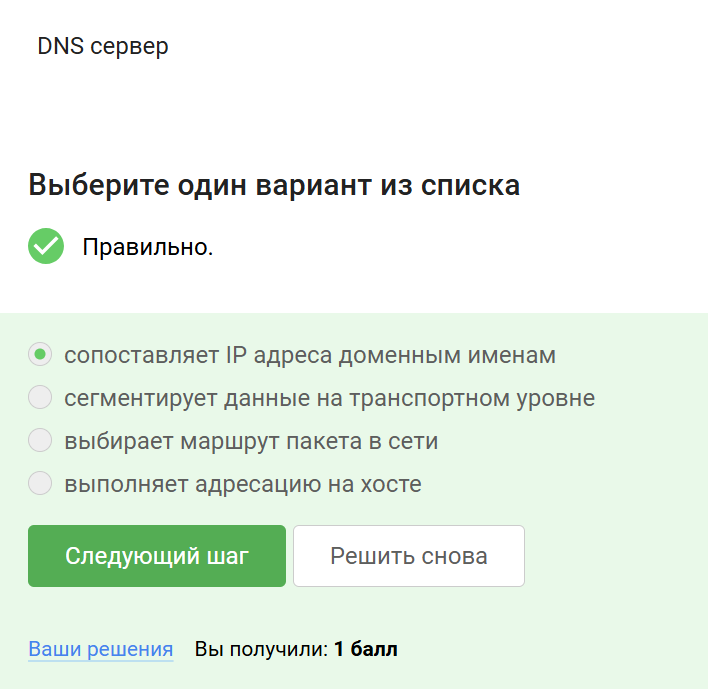 DNS сервер
Выберите один вариант из списка
Правильно.
сопоставляет IP адреса доменным именам
сегментирует данные на транспортном уровне
выбирает маршрут пакета в сети
выполняет адресацию на хосте
Следующий шаг Решить снова
Ваши решения Вы получили: 1 балл